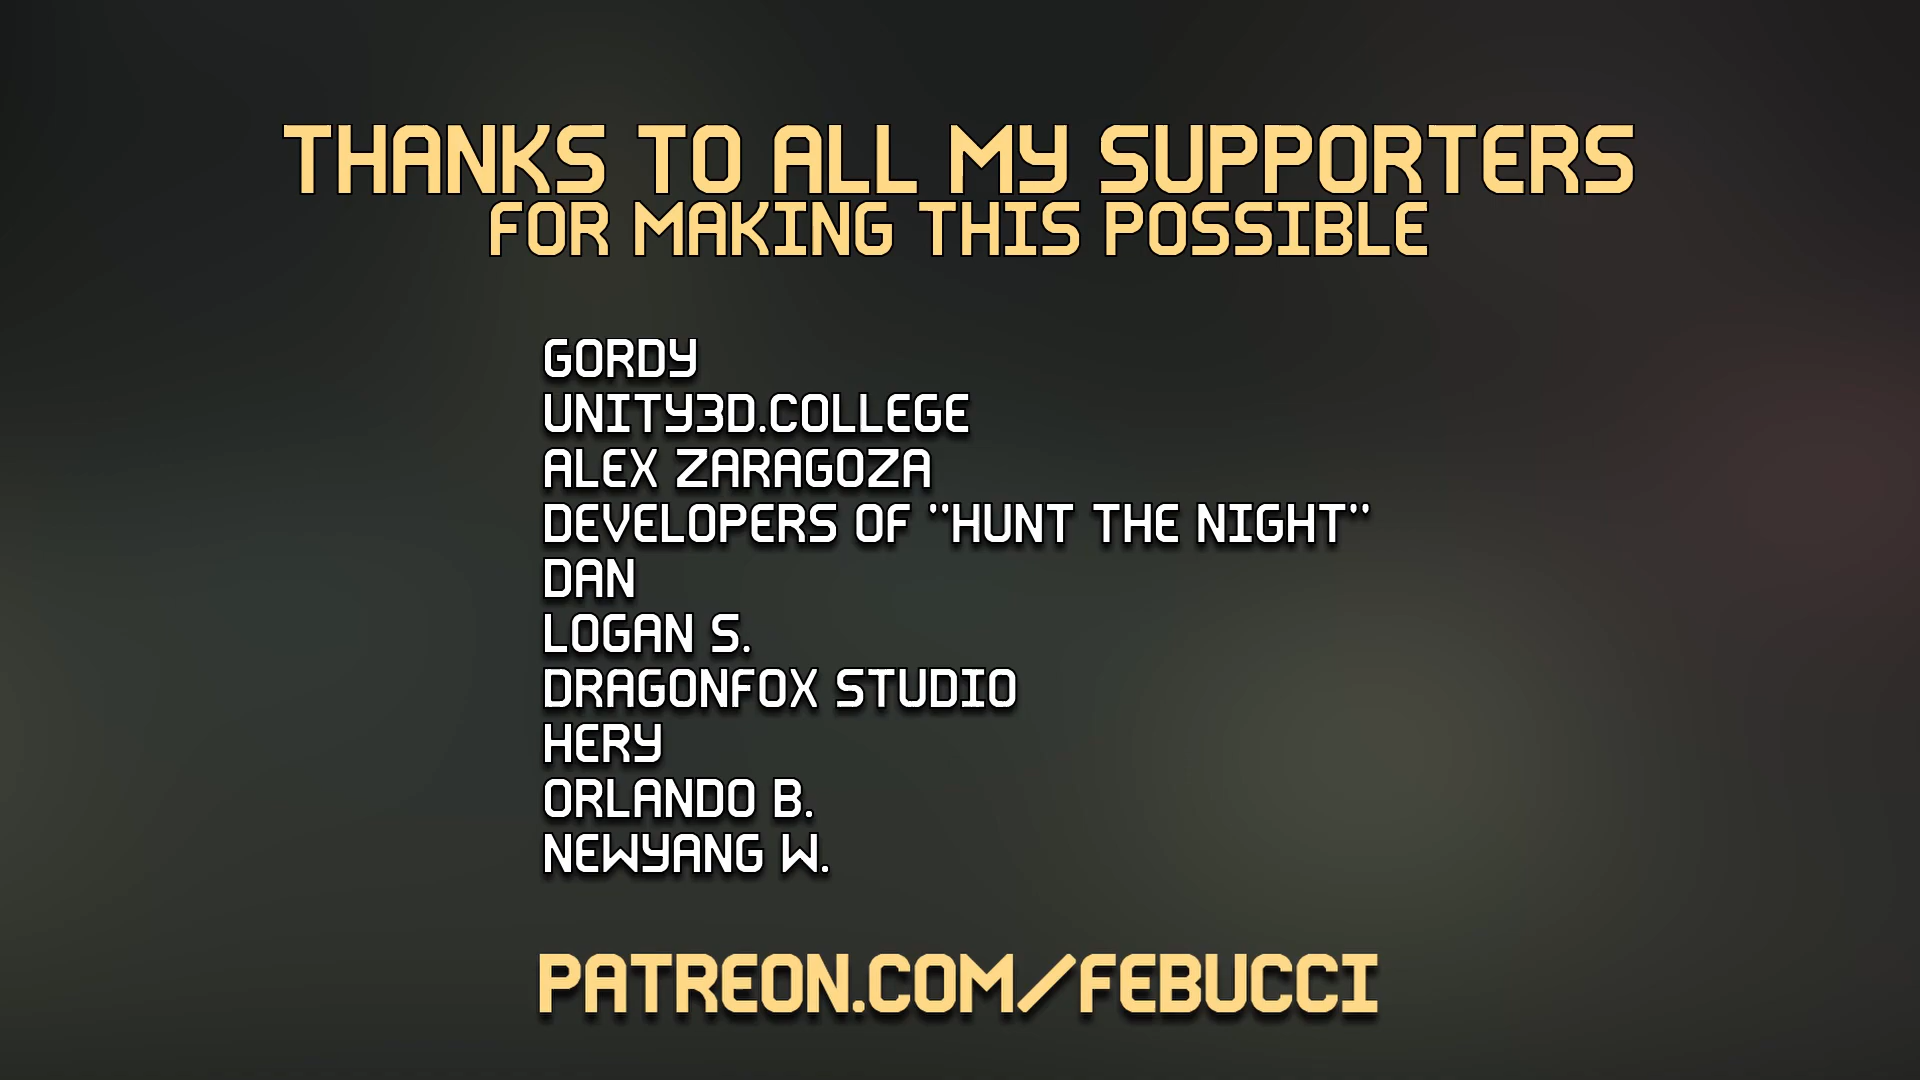 THANKS TO ALL MY SUPPORTERS
FOR MAKING THIS POSSIBLE
GORDY
UNITY3D.COLLEGE
ALEX ZARAGOZA
DEVELOPERS OF "HUNT THE NIGHT"
DAN
LOGAN S.
DRAGONFOX STUDIO
HERY
ORLANDO B.
NEWYANG W.
PATREON.COM/FEBUCCI